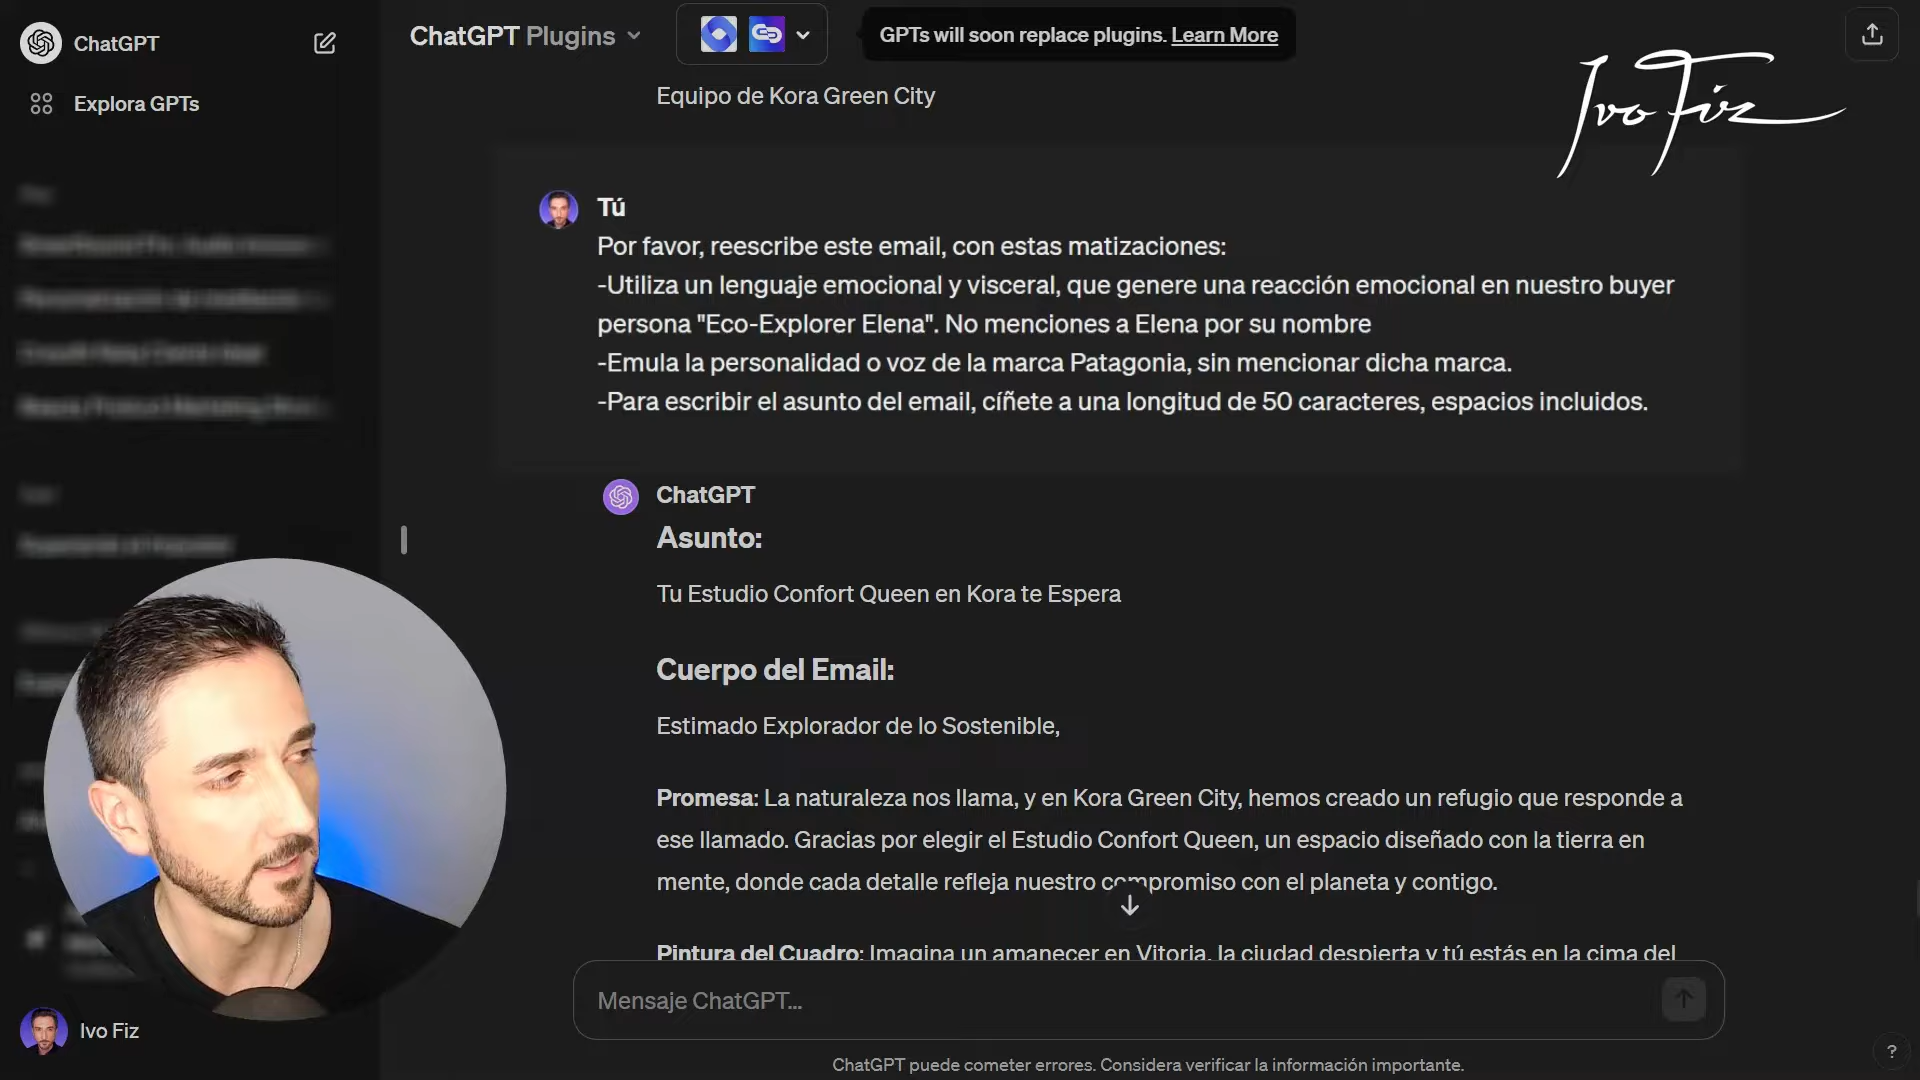 ChatGPT
ChatGPT Plugins
GPTs will soon replace plugins. Learn More
Ivo Fiz
Explora GPTs
Equipo de Kora Green City
Tú
Por favor, reescribe este email, con estas matizaciones:
-Utiliza un lenguaje emocional y visceral, que genere una reacción emocional en nuestro buyer
persona "Eco-Explorer Elena". No menciones a Elena por su nombre
-Emula la personalidad o voz de la marca Patagonia, sin mencionar dicha marca.
-Para escribir el asunto del email, cíñete a una longitud de 50 caracteres, espacios incluidos.
ChatGPT
Asunto:
Tu Estudio Confort Queen en Kora te Espera
Cuerpo del Email:
Estimado Explorador de lo Sostenible,
Promesa: La naturaleza nos llama, y en Kora Green City, hemos creado un refugio que responde a
ese llamado. Gracias por elegir el Estudio Confort Queen, un espacio diseñado con la tierra en
mente, donde cada detalle refleja nuestro compromiso con el planeta y contigo.
Pintura del Cuadro: Imagina un amanecer en Vitoria, la ciudad despierta y tú estás en la cima del
Mensaje ChatGPT...
Ivo Fiz
ChatGPT puede cometer errores. Considera verificar la información importante.
?